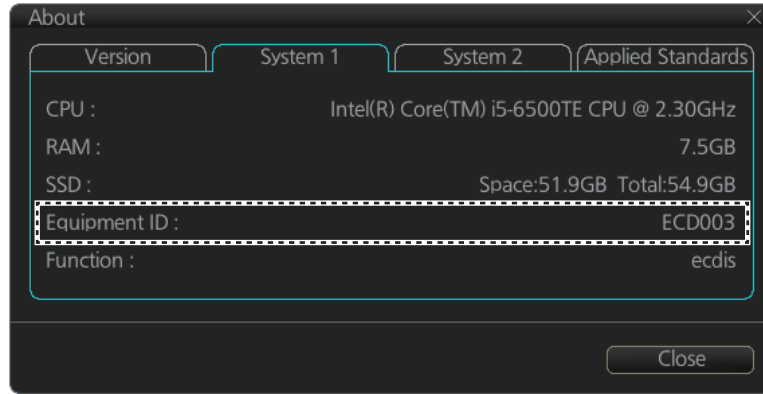 About
Version System 1 System 2 Applied Standards
CPU : Intel(R) Core(TM) i5-6500TE CPU @ 2.30GHz
RAM : 7.5GB
SSD : Space:51.9GB Total:54.9GB
Equipment ID : ECD003
Function : ecdis
Close